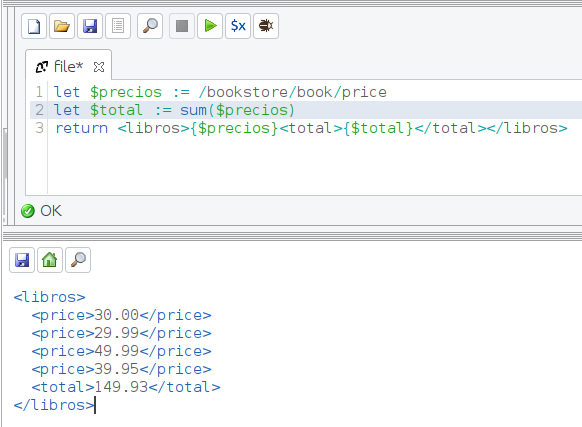 $x
file*
1 let $precios := /bookstore/book/price
2 let $total := sum($precios)
3 return <libros>{$precios}<total>{$total}</total></libros>
OK
<libros>
  <price>30.00</price>
  <price>29.99</price>
  <price>49.99</price>
  <price>39.95</price>
  <total>149.93</total>
</libros>